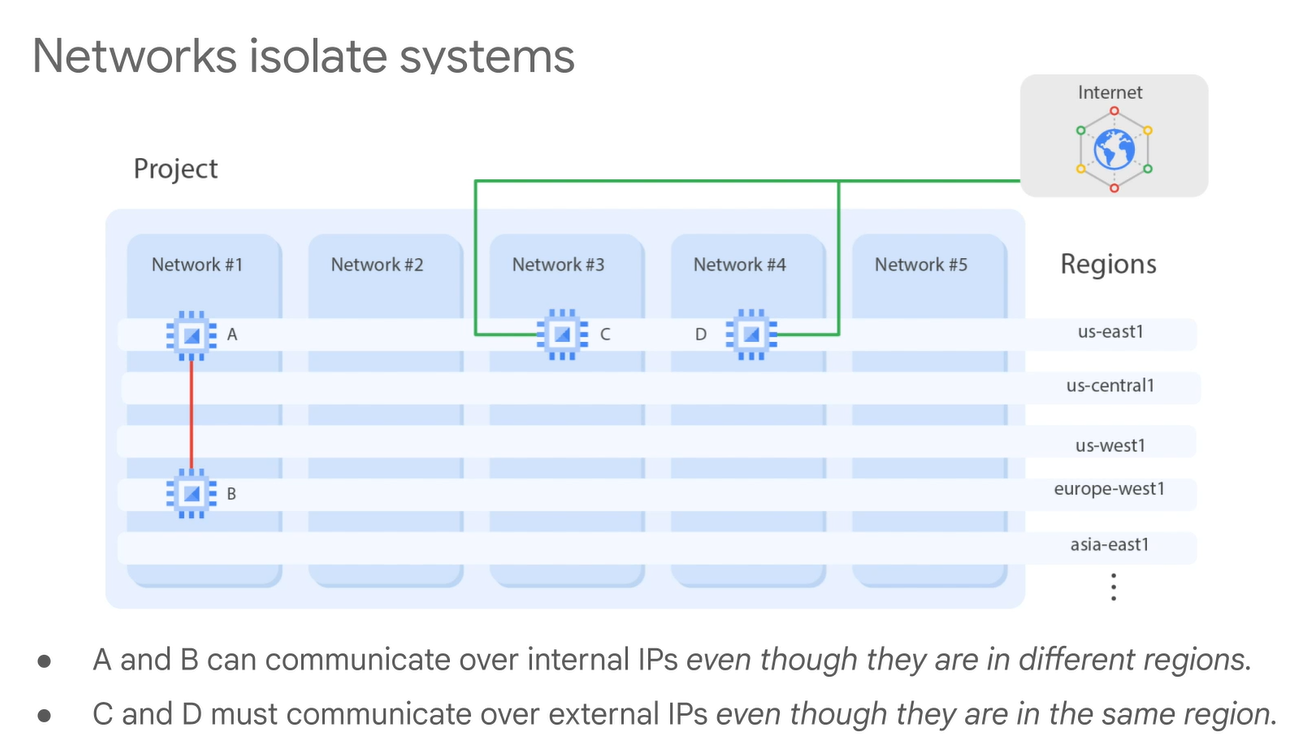 Networks isolate systems
Internet
Project
Network #1
Network #2
Network #3
Network #4
Network #5
Regions
A
C
D
us-east1
us-central1
us-west1
B
europe-west1
asia-east1
● A and B can communicate over internal IPs even though they are in different regions.
● C and D must communicate over external IPs even though they are in the same region.